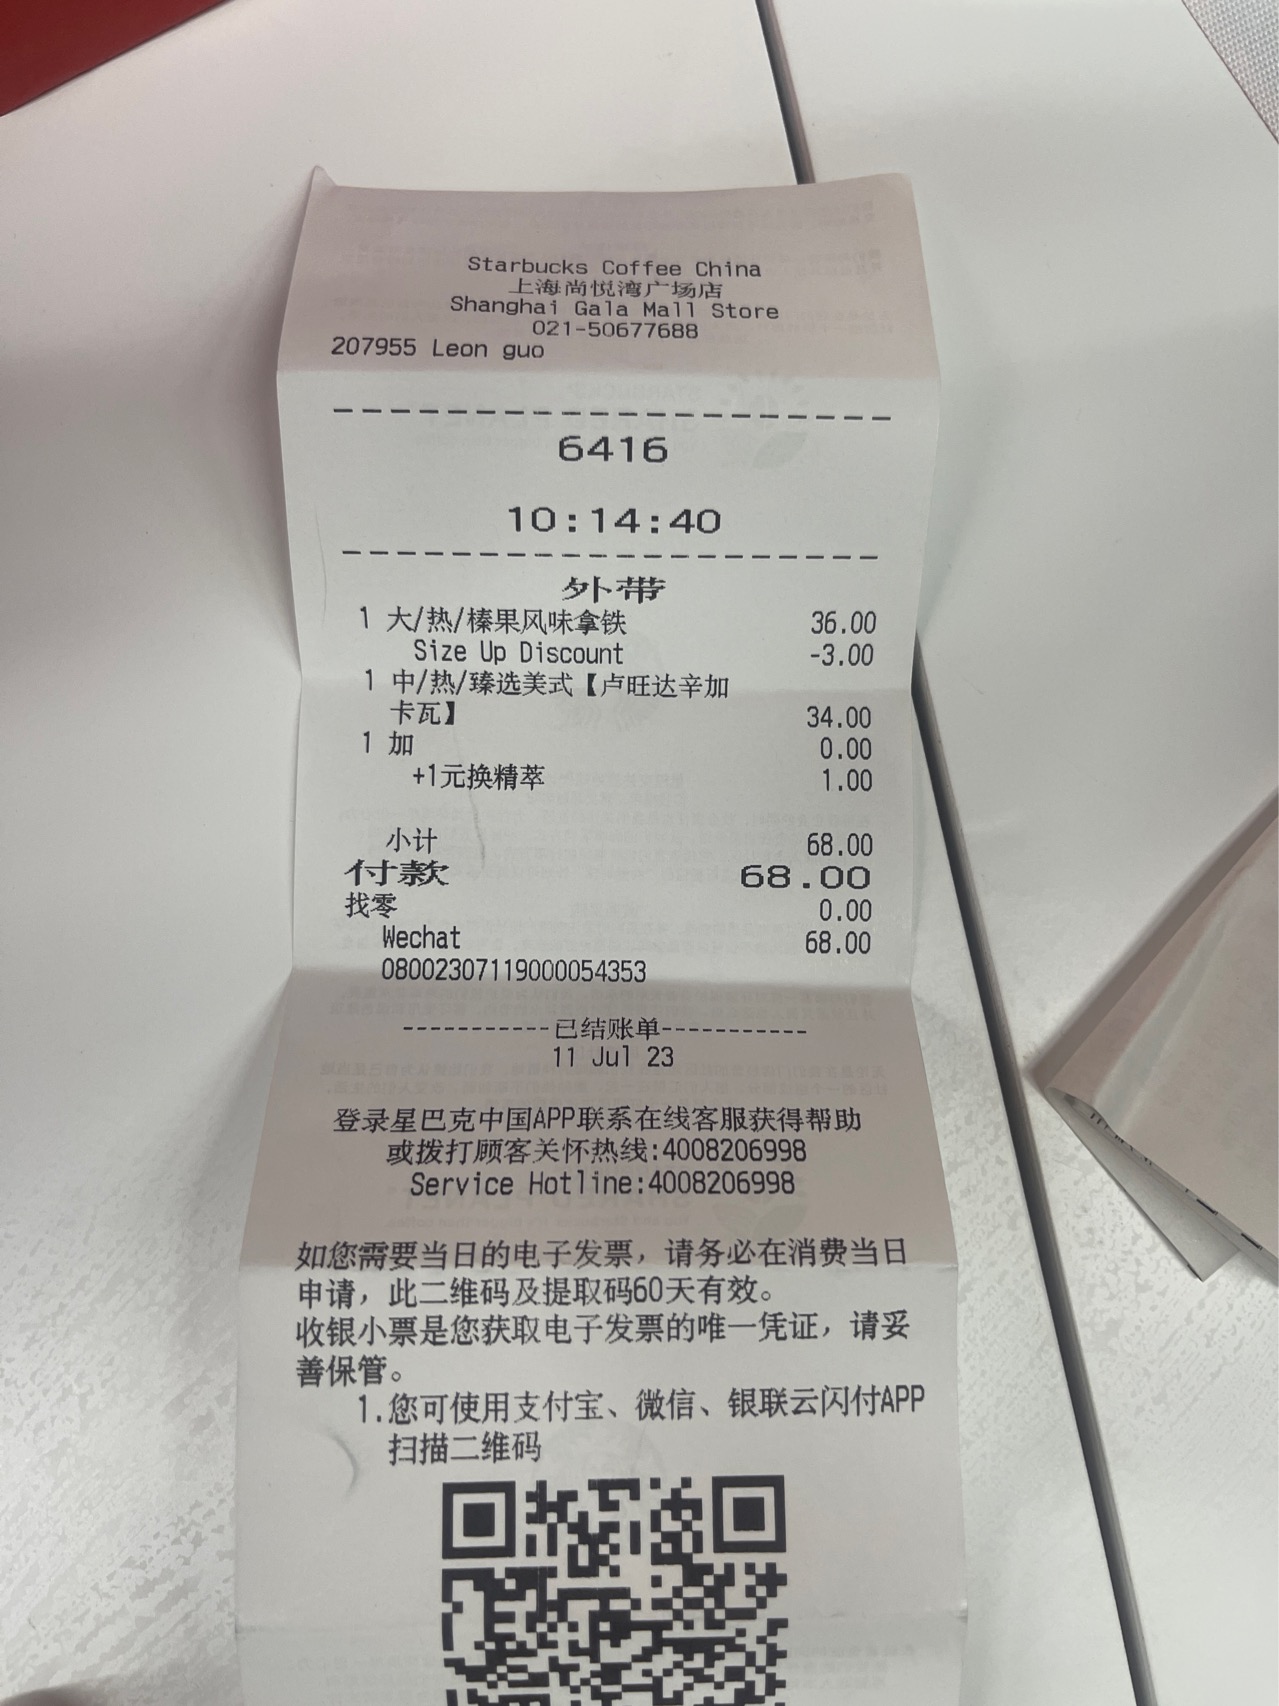 Starbucks Coffee China
上海尚悦湾广场店
Shanghai Gala Mall Store
021-50677688
207955 Leon guo
6416
10:14:40
外带
1 大/热/榛果风味拿铁 36.00
Size Up Discount -3.00
1 中/热/臻选美式【卢旺达辛加
卡瓦】 34.00
1 加 0.00
+1元换精萃 1.00
小计 68.00
付款 68.00
找零 0.00
Wechat 68.00
08002307119000054353
-----------已结账单-----------
11 Jul 23
登录星巴克中国APP联系在线客服获得帮助
或拨打顾客关怀热线:4008206998
Service Hotline:4008206998
如您需要当日的电子发票，请务必在消费当日
申请，此二维码及提取码60天有效。
收银小票是您获取电子发票的唯一凭证，请妥
善保管。
1.您可使用支付宝、微信、银联云闪付APP
扫描二维码